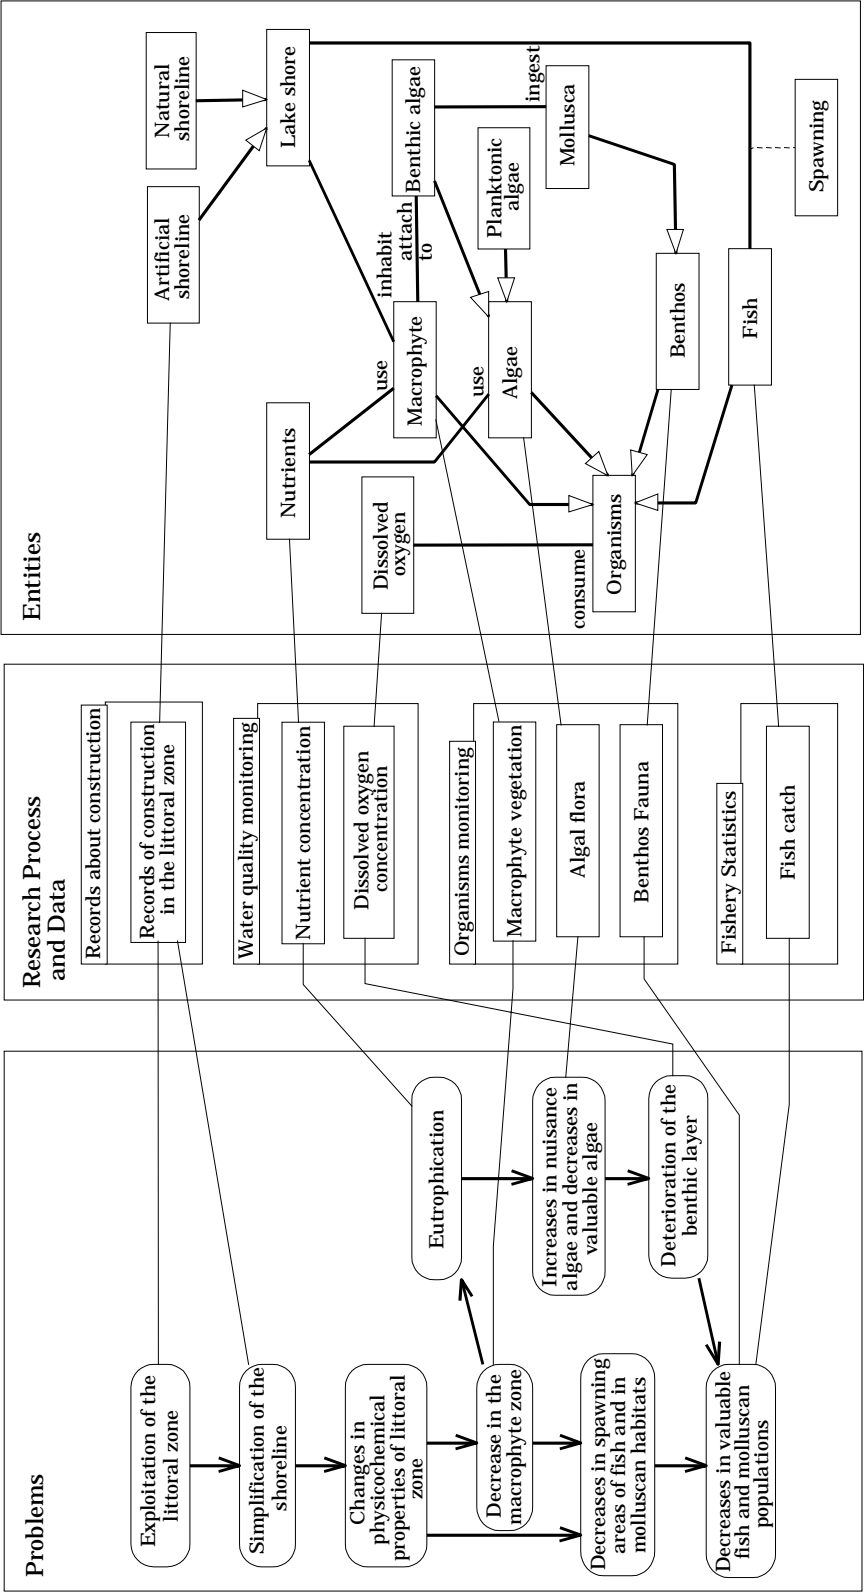 Problems
Exploitation of the
littoral zone
Simplification of the
shoreline
Changes in
physicochemical
properties of littoral
zone
Decrease in the
macrophyte zone
Decreases in spawning
areas of fish and in
molluscan habitats
Decreases in valuable
fish and molluscan
populations
Eutrophication
Increases in nuisance
algae and decreases in
valuable algae
Deterioration of the
benthic layer
Research Process
and Data
Records about construction
Records of construction
in the littoral zone
Water quality monitoring
Nutrient concentration
Dissolved oxygen
concentration
Organisms monitoring
Macrophyte vegetation
Algal flora
Benthos Fauna
Fishery Statistics
Fish catch
Entities
Artificial
shoreline
Natural
shoreline
Lake shore
Nutrients
Dissolved
oxygen
use
inhabit
attach
to
Macrophyte
Benthic algae
use
Algae
Planktonic
algae
ingest
Mollusca
consume
Organisms
Benthos
Fish
Spawning